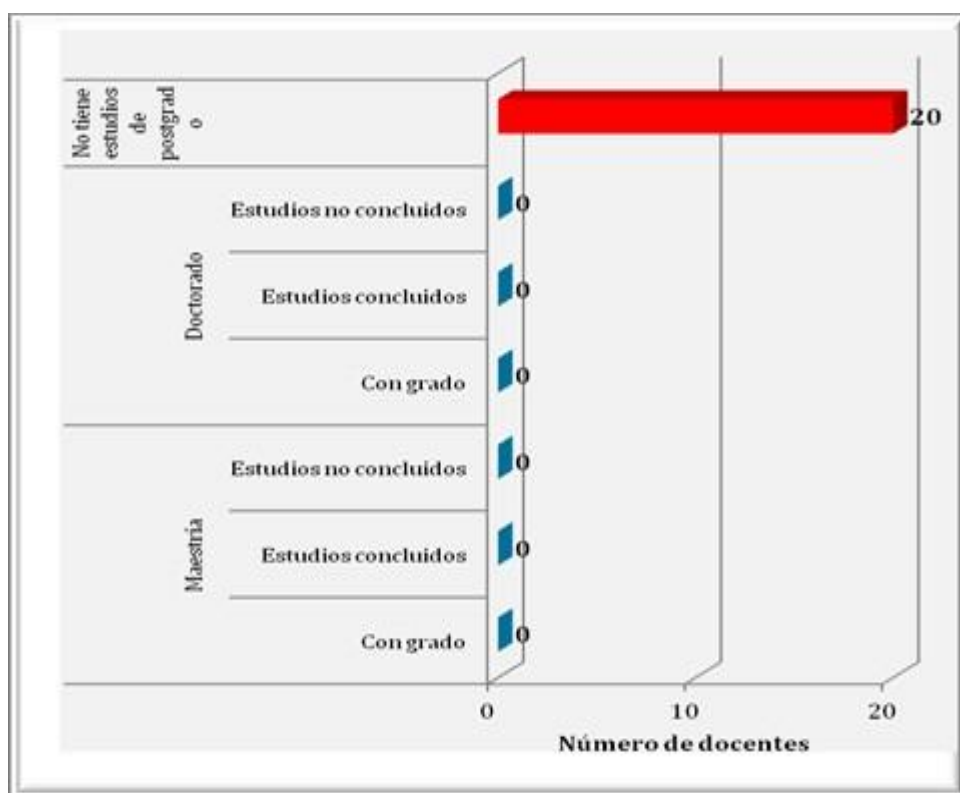 No tiene
estudios
de
postgrad
o
20
Doctorado
Estudios no concluidos
0
Estudios concluidos
0
Con grado
0
Maestria
Estudios no concluidos
0
Estudios concluidos
0
Con grado
0
0
10
20
Número de docentes